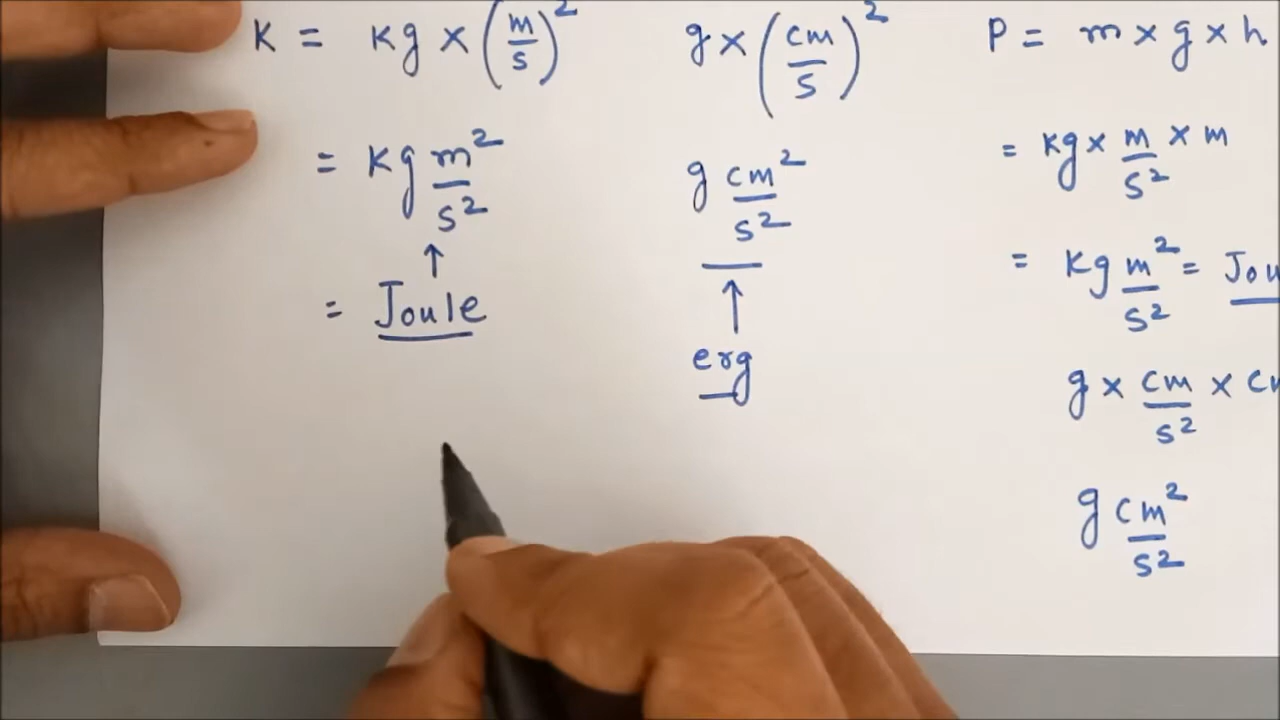 K = kg × (m/s)²
= kg m²/s²
↑
= Joule
g × (cm/s)²
g cm²/s²
↑
erg
P = m × g × h
= kg × m/s² × m
= kg m²/s² =
g × cm/s² ×
g cm²/s²